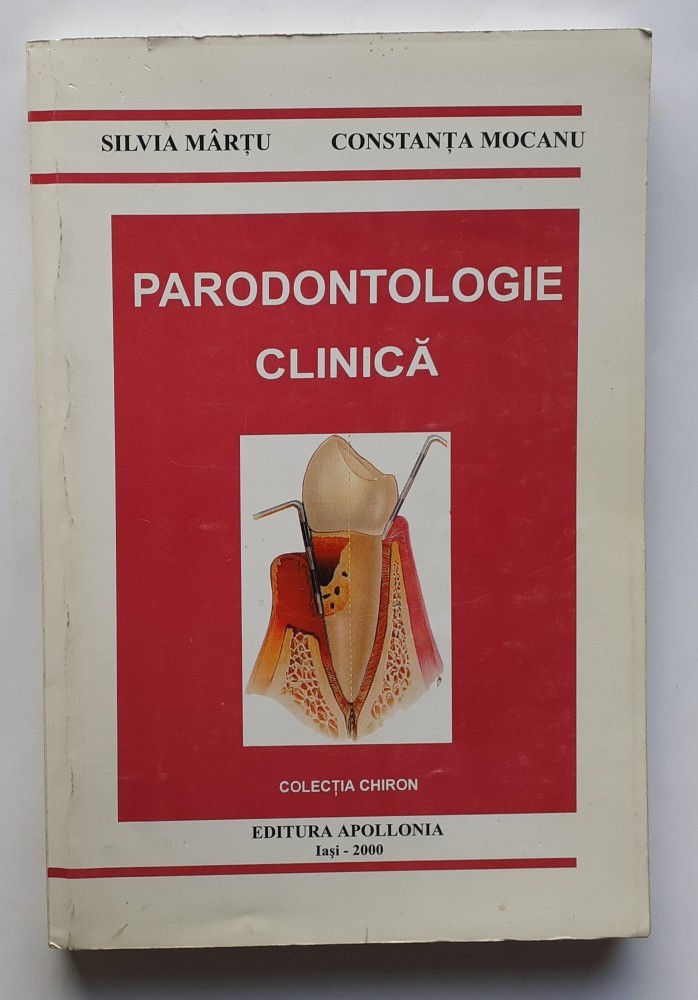 SILVIA MÂRȚU CONSTANȚA MOCANU
PARODONTOLOGIE
CLINICĂ
COLECȚIA CHIRON
EDITURA APOLLONIA
Iași - 2000